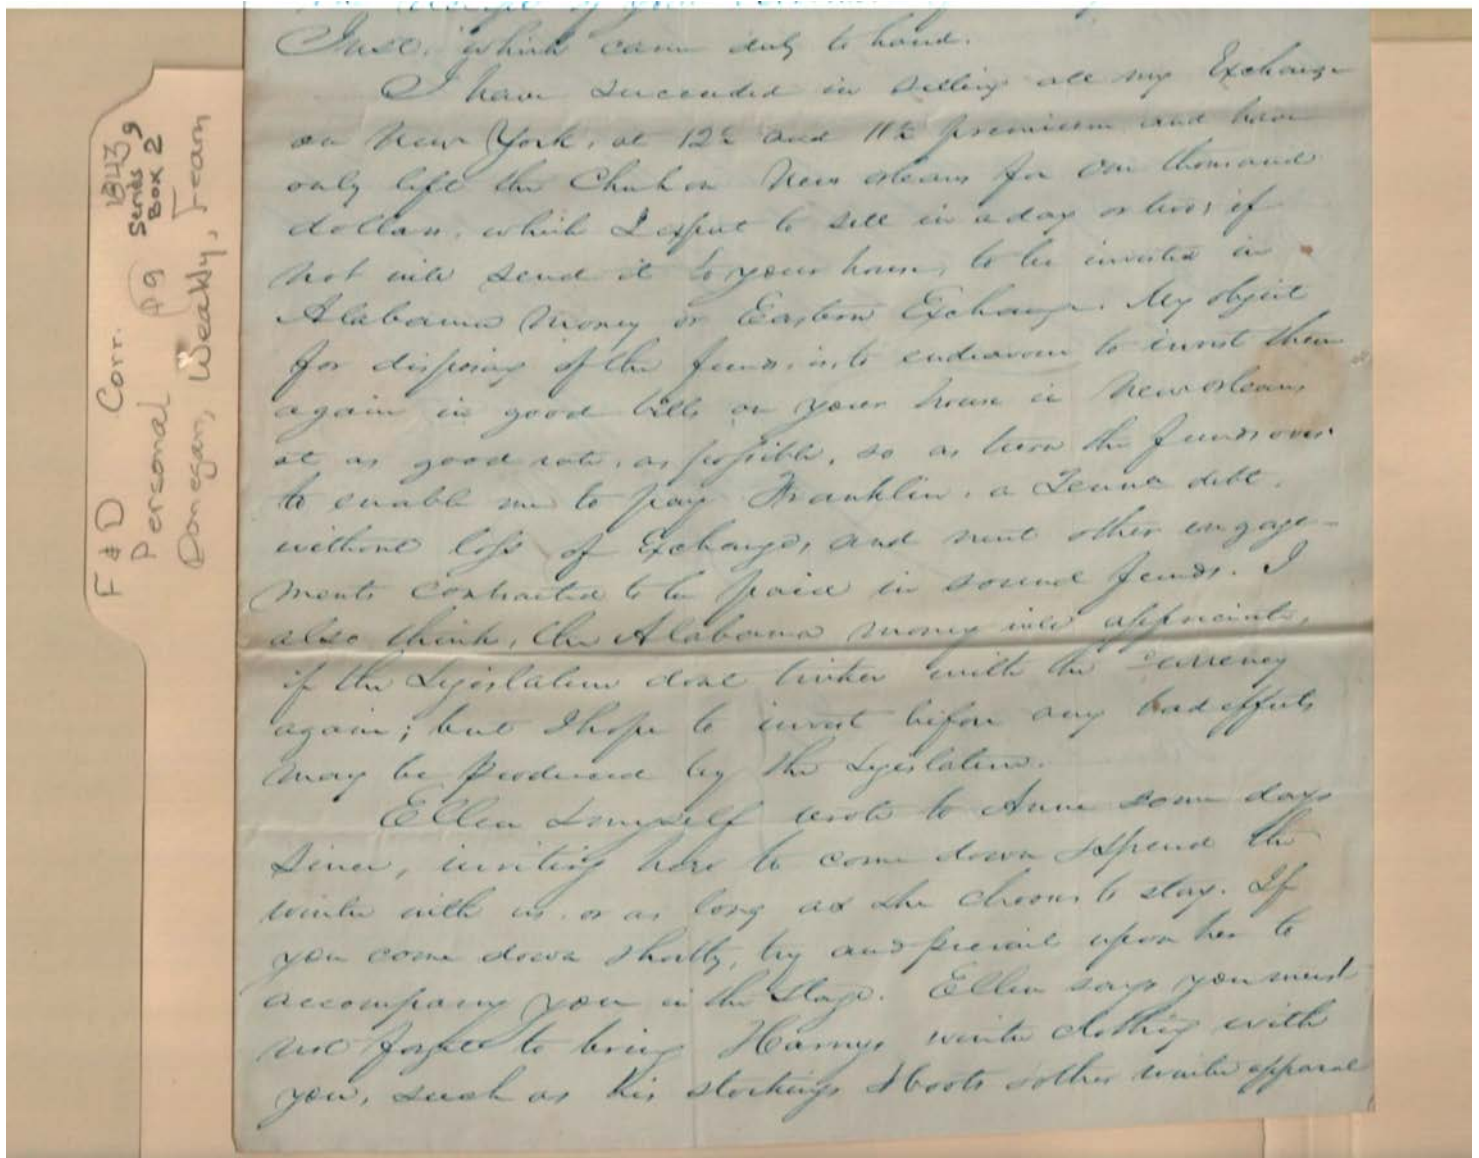 Inst. which came duly to hand.
I have succeeded in selling all my Exchange
on New York, at 12½ and 11½ premium and have
only left the Check on New Orleans for one thousand
dollars, which I expect to sell in a day or two; if
not will send it to your house, to be invested in
Alabama Money or Eastern Exchange. My object
for disposing of the funds, is to endeavour to invest them
again in good bills on your house in New Orleans
at as good rate, as possible, so as turn the funds over
to enable me to pay Franklin, a Tenne debt,
without loss of Exchange, and meet other engage-
ments contracted to be paid in sound funds. I
also think, the Alabama money will appreciate,
if the Legislature dont tinker with the currency
again; but I hope to invest before any bad effects
may be produced by the Legislature.
Ellen & myself wrote to Anne some days
since, inviting her to come down & spend the
winter with us or as long as she chooses to stay. If
you come down shortly, try and prevail upon her to
accompany you in the Stage. Ellen says you must
not forget to bring Harrys winter clothing with
you, such as his stockings & boots & other winter apparel
F & D Corr. 1843
Personal 99 Series 9
Box 2
Donegan, Weakly, Fearn